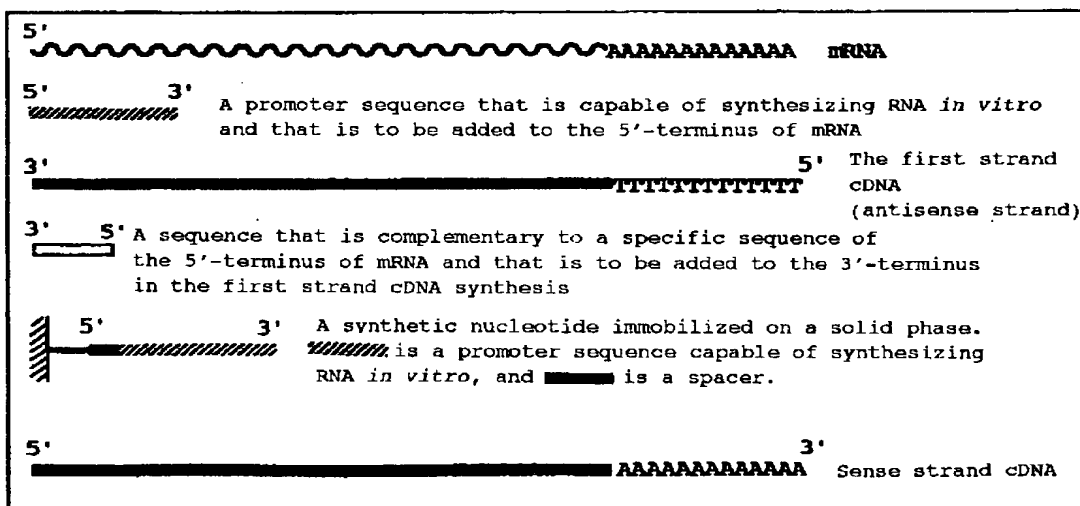 5'
AAAAAAAAAAAAA mRNA
5' 3'
A promoter sequence that is capable of synthesizing RNA in vitro
and that is to be added to the 5'-terminus of mRNA
3' 5'
TTTTTTTTTTTTT
The first strand
cDNA
(antisense strand)
3' 5'
A sequence that is complementary to a specific sequence of
the 5'-terminus of mRNA and that is to be added to the 3'-terminus
in the first strand cDNA synthesis
5' 3'
A synthetic nucleotide immobilized on a solid phase.
is a promoter sequence capable of synthesizing
RNA in vitro, and is a spacer.
5' 3'
AAAAAAAAAAAAA Sense strand cDNA